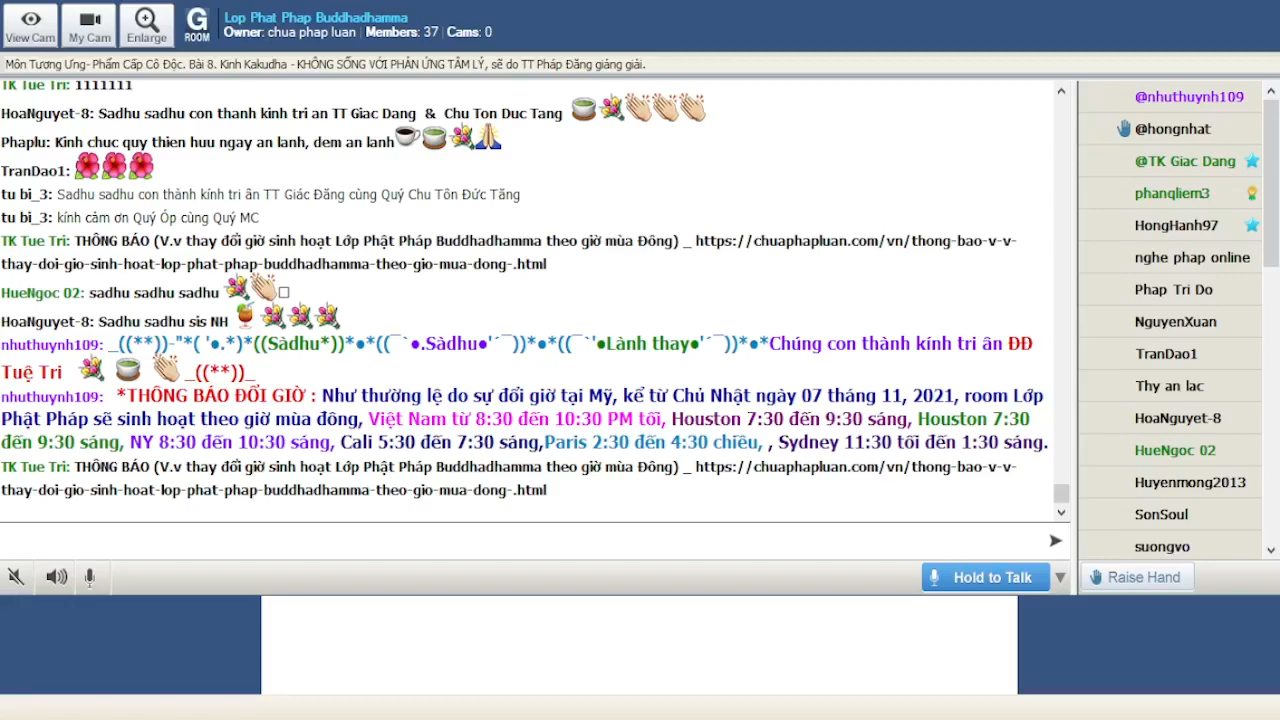 View Cam
My Cam
Enlarge
G
ROOM
Lop Phat Phap Buddhadhamma
Owner: chua phap luan | Members: 37 | Cams: 0
Môn Tương Ưng- Phẩm Cấp Cô Độc. Bài 8. Kinh Kakudha - KHÔNG SỐNG VỚI PHẢN ỨNG TÂM LÝ, sẽ do TT Pháp Đăng giảng giải.
TK Tue Tri: 1111111
HoaNguyet-8: Sadhu sadhu con thanh kinh tri an TT Giac Dang & Chu Ton Duc Tang
Phaplu: Kinh chuc quy thien huu ngay an lanh, dem an lanh
TranDao1:
tu bi_3: Sadhu sadhu con thành kính tri ân TT Giác Đăng cùng Quý Chu Tôn Đức Tăng
tu bi_3: kính cảm ơn Quý Óp cùng Quý MC
TK Tue Tri: THÔNG BÁO (V.v thay đổi giờ sinh hoạt Lớp Phật Pháp Buddhadhamma theo giờ mùa Đông) _ https://chuaphapluan.com/vn/thong-bao-v-v-
thay-doi-gio-sinh-hoat-lop-phat-phap-buddhadhamma-theo-gio-mua-dong-.html
HueNgoc 02: sadhu sadhu sadhu
HoaNguyet-8: Sadhu sadhu sis NH
nhuthuynh109: _((**))-"*( '●.*)*((Sàdhu*))*●*((¯`●.Sàdhu●'´¯))*●*((¯`'●Lành thay●'´¯))*●*Chúng con thành kính tri ân ĐĐ
Tuệ Tri _((**))_
nhuthuynh109: *THÔNG BÁO ĐỔI GIỜ : Như thường lệ do sự đổi giờ tại Mỹ, kể từ Chủ Nhật ngày 07 tháng 11, 2021, room Lớp
Phật Pháp sẽ sinh hoạt theo giờ mùa đông, Việt Nam từ 8:30 đến 10:30 PM tối, Houston 7:30 đến 9:30 sáng, Houston 7:30
đến 9:30 sáng, NY 8:30 đến 10:30 sáng, Cali 5:30 đến 7:30 sáng,Paris 2:30 đến 4:30 chiều, , Sydney 11:30 tối đến 1:30 sáng.
TK Tue Tri: THÔNG BÁO (V.v thay đổi giờ sinh hoạt Lớp Phật Pháp Buddhadhamma theo giờ mùa Đông) _ https://chuaphapluan.com/vn/thong-bao-v-v-
thay-doi-gio-sinh-hoat-lop-phat-phap-buddhadhamma-theo-gio-mua-dong-.html
Hold to Talk
@nhuthuynh109
@hongnhat
@TK Giac Dang
phanqliem3
HongHanh97
nghe phap online
Phap Tri Do
NguyenXuan
TranDao1
Thy an lac
HoaNguyet-8
HueNgoc 02
Huyenmong2013
SonSoul
suongvo
Raise Hand